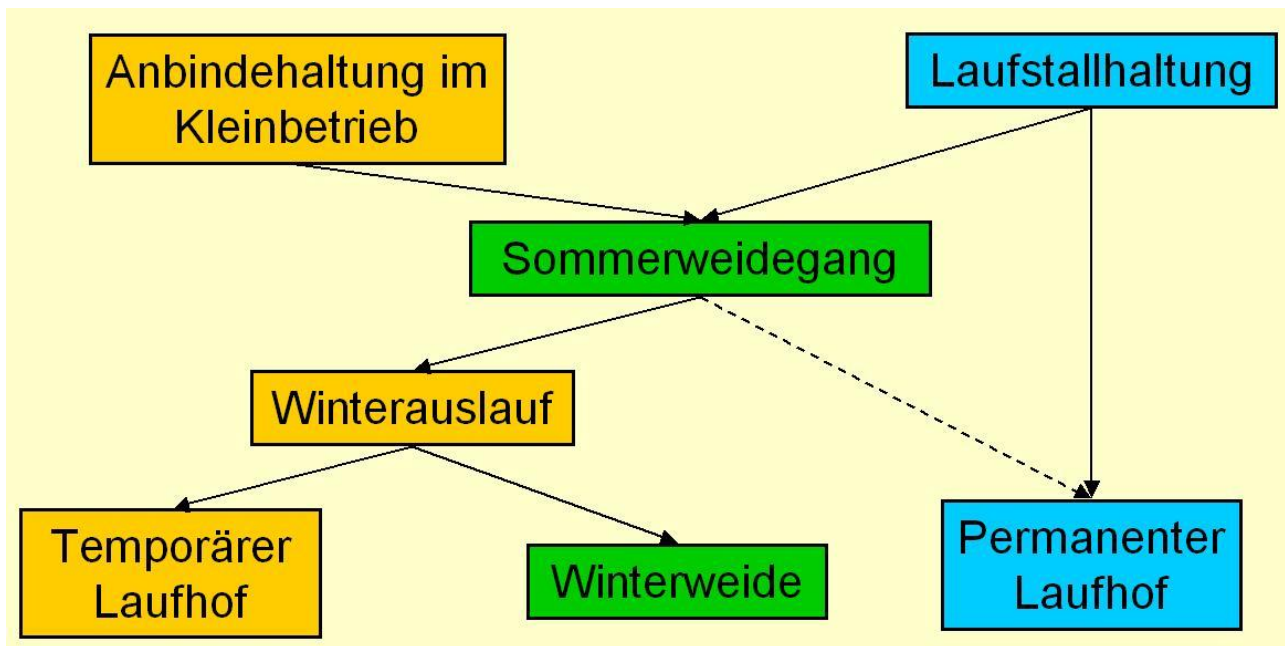 Anbindehaltung im
Kleinbetrieb
Laufstallhaltung
Sommerweidegang
Winterauslauf
Temporärer
Laufhof
Winterweide
Permanenter
Laufhof